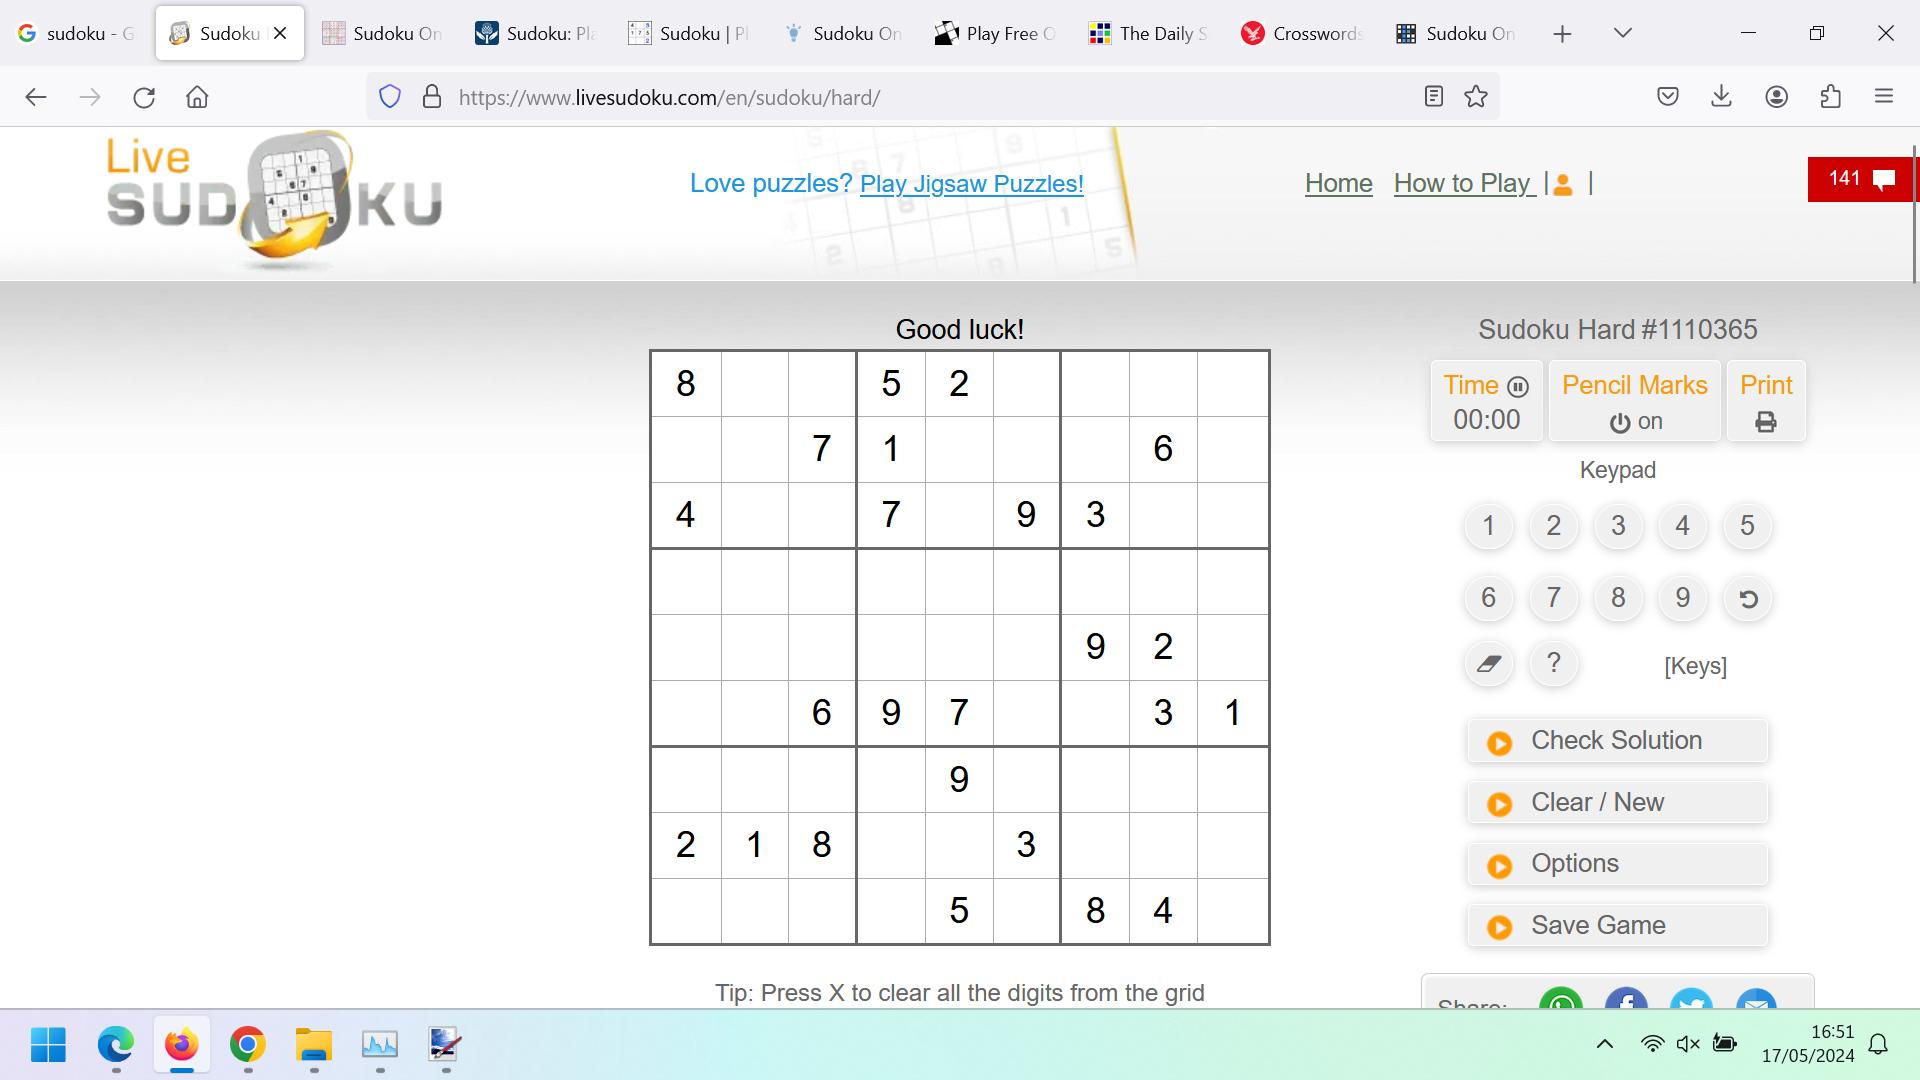 sudoku - G
Sudoku
Sudoku On
Sudoku: Pla
Sudoku | Pl
Sudoku On
Play Free O
The Daily S
Crosswords
Sudoku On
https://www.livesudoku.com/en/sudoku/hard/
Live
SUDOKU
Love puzzles? Play Jigsaw Puzzles!
Home How to Play | |
141
Good luck!
Sudoku Hard #1110365
8 5 2
7 1 6
4 7 9 3
9 2
6 9 7 3 1
9
2 1 8 3
5 8 4
Time
00:00
Pencil Marks
on
Print
Keypad
1 2 3 4 5
6 7 8 9
? [Keys]
Check Solution
Clear / New
Options
Save Game
Share:
Tip: Press X to clear all the digits from the grid
16:51
17/05/2024